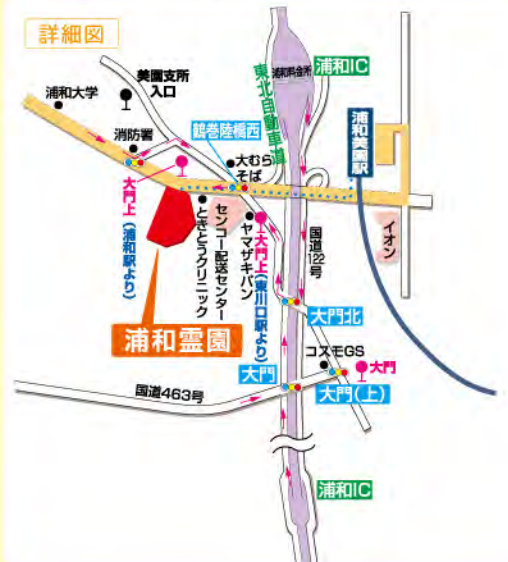 詳細図
美園支所
入口
浦和大学
消防署
鶴巻陸橋西
東北自動車道
浦和料金所
浦和IC
浦和美園駅
大むら
そば
大門上(浦和駅より)
ときとうクリニック
センコー配送センター
ヤマザキパン
大門上(東川口駅より)
国道122号
イオン
浦和霊園
大門北
コスモGS
大門
大門
国道463号
大門(上)
浦和IC